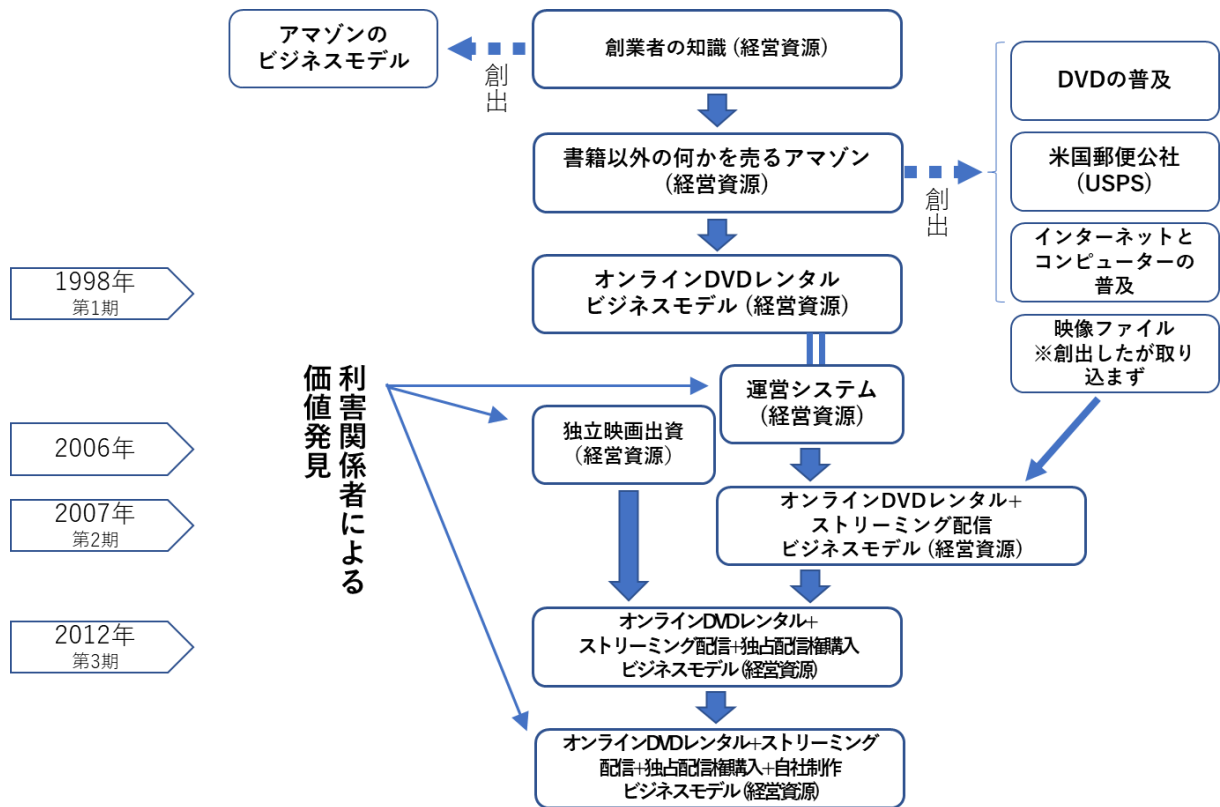 アマゾンの
ビジネスモデル
創出
創業者の知識 (経営資源)
DVDの普及
書籍以外の何かを売るアマゾン
(経営資源)
創出
米国郵便公社
(USPS)
インターネットと
コンピューターの
普及
1998年
第1期
オンラインDVDレンタル
ビジネスモデル (経営資源)
映像ファイル
※創出したが取り
込まず
利害関係者による
価値発見
運営システム
(経営資源)
独立映画出資
(経営資源)
2006年
2007年
第2期
オンラインDVDレンタル+
ストリーミング配信
ビジネスモデル (経営資源)
2012年
第3期
オンラインDVDレンタル+
ストリーミング配信+独占配信権購入
ビジネスモデル(経営資源)
オンラインDVDレンタル+ストリーミング
配信+独占配信権購入+自社制作
ビジネスモデル(経営資源)